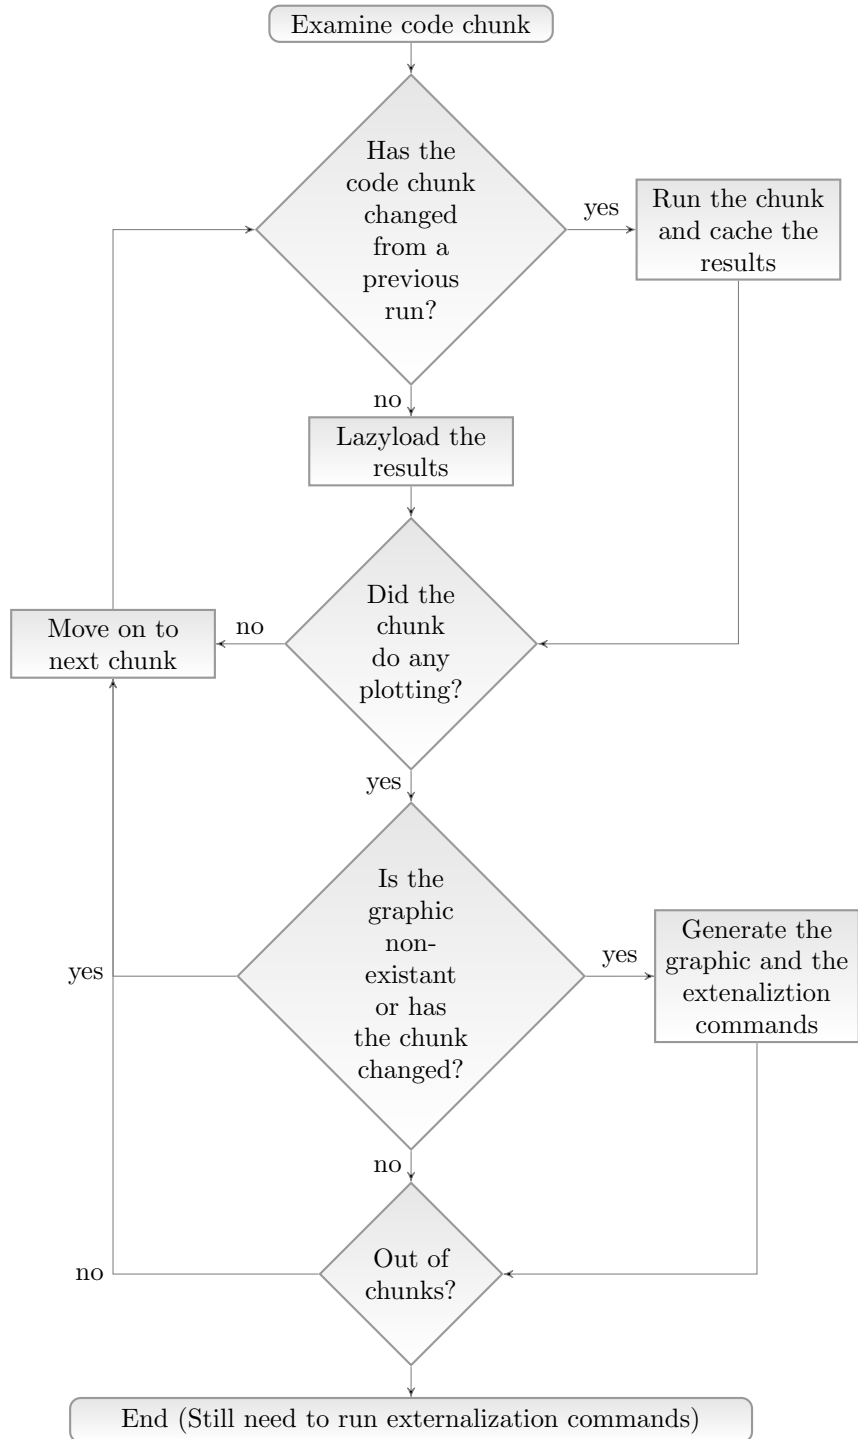 Examine code chunk
Has the
code chunk
changed
from a
previous
run?
yes
Run the chunk
and cache the
results
no
Lazyload the
results
Did the
chunk
do any
plotting?
no
Move on to
next chunk
yes
Is the
graphic
non-
existant
or has
the chunk
changed?
yes
yes
Generate the
graphic and the
extenaliztion
commands
no
Out of
chunks?
no
End (Still need to run externalization commands)